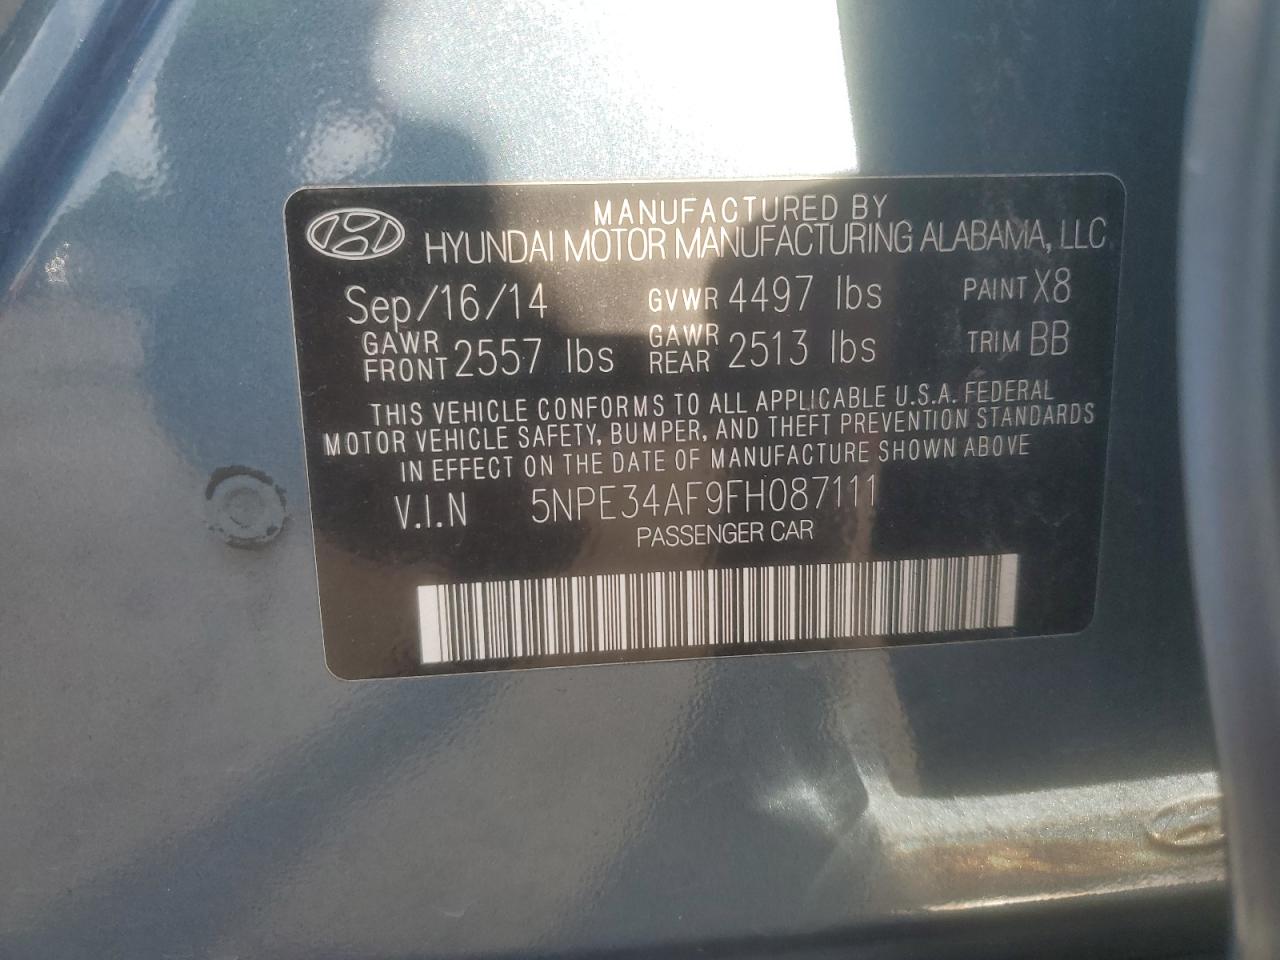 MANUFACTURED BY
HYUNDAI MOTOR MANUFACTURING ALABAMA, LLC
Sep/16/14 GVWR 4497 lbs PAINT X8
GAWR FRONT 2557 lbs GAWR REAR 2513 lbs TRIM BB
THIS VEHICLE CONFORMS TO ALL APPLICABLE U.S.A. FEDERAL
MOTOR VEHICLE SAFETY, BUMPER, AND THEFT PREVENTION STANDARDS
IN EFFECT ON THE DATE OF MANUFACTURE SHOWN ABOVE
V.I.N 5NPE34AF9FH087111
PASSENGER CAR